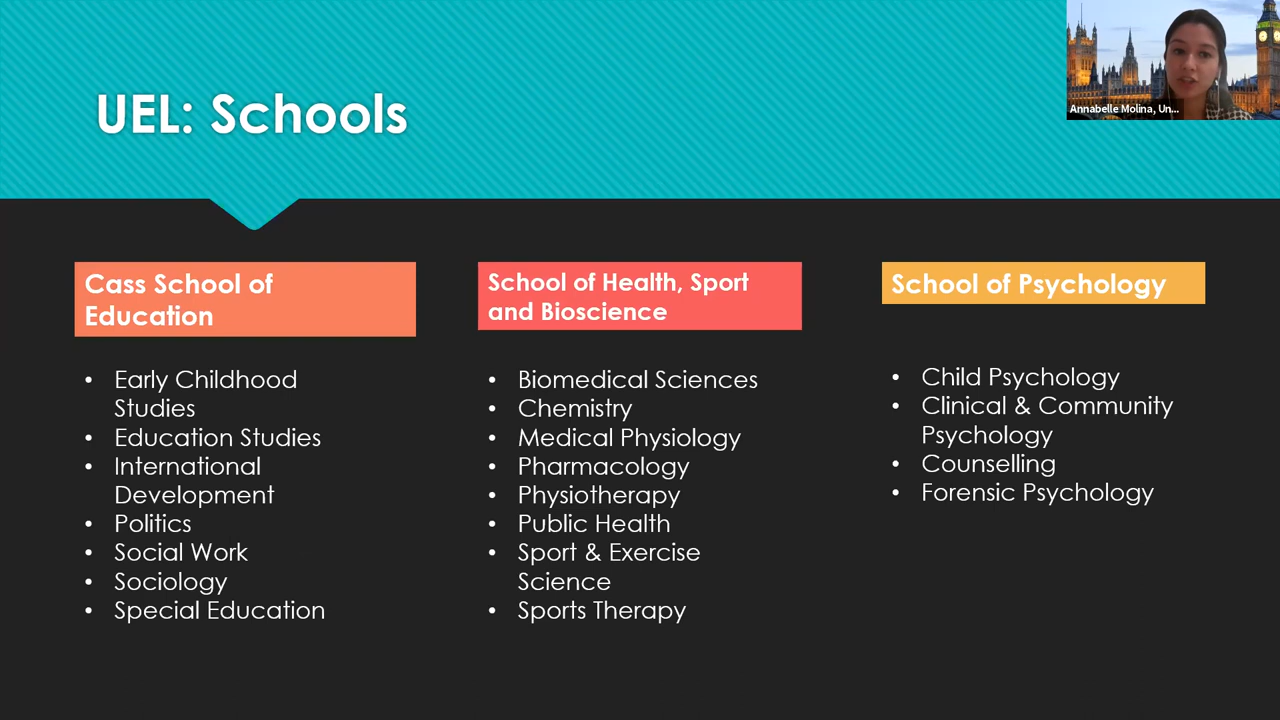 UEL: Schools
Annabelle Molina, Un...
Cass School of
Education
• Early Childhood
Studies
• Education Studies
• International
Development
• Politics
• Social Work
• Sociology
• Special Education
School of Health, Sport
and Bioscience
• Biomedical Sciences
• Chemistry
• Medical Physiology
• Pharmacology
• Physiotherapy
• Public Health
• Sport & Exercise
Science
• Sports Therapy
School of Psychology
• Child Psychology
• Clinical & Community
Psychology
• Counselling
• Forensic Psychology